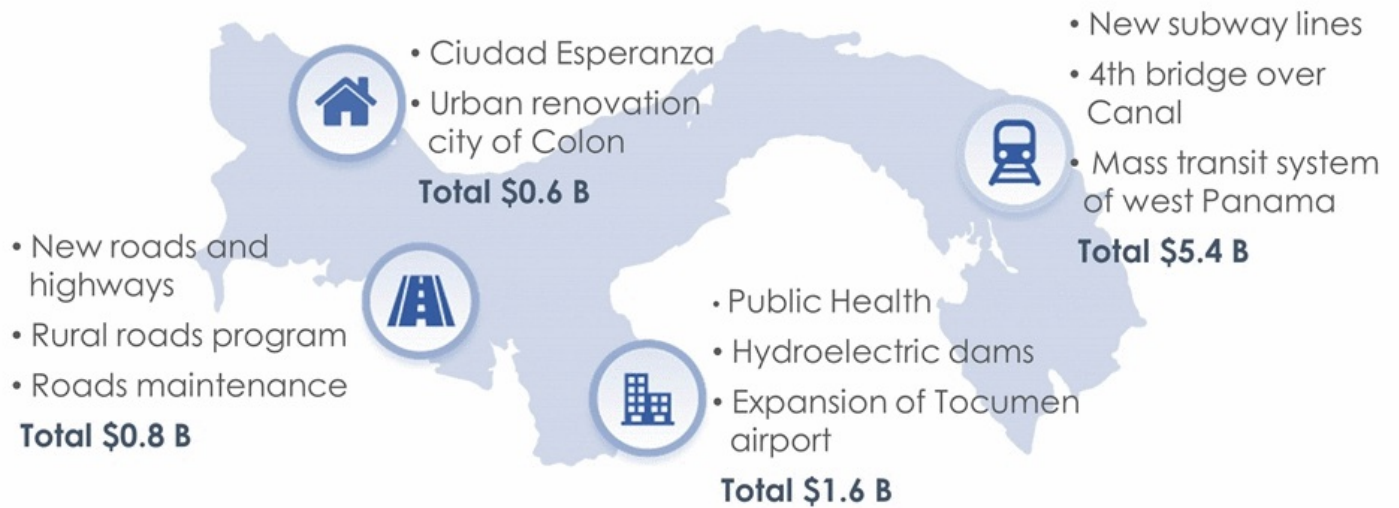 • Ciudad Esperanza
• Urban renovation
city of Colon
Total $0.6 B
• New subway lines
• 4th bridge over
Canal
• Mass transit system
of west Panama
Total $5.4 B
• New roads and
highways
• Rural roads program
• Roads maintenance
Total $0.8 B
• Public Health
• Hydroelectric dams
• Expansion of Tocumen
airport
Total $1.6 B